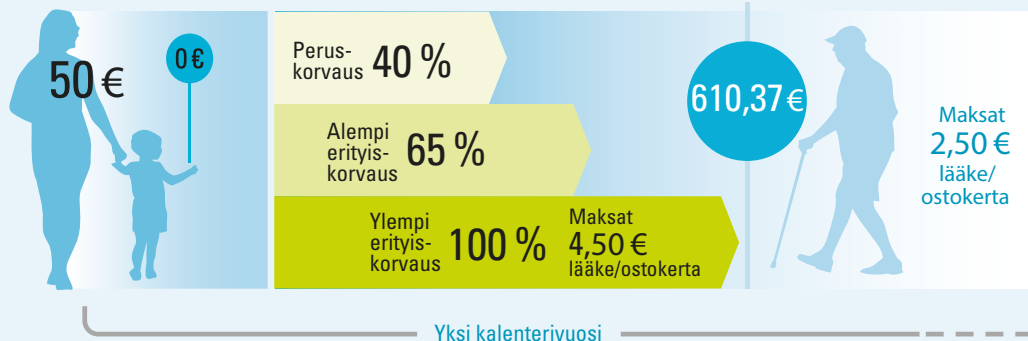 50 €
0 €
Perus-
korvaus 40 %
Alempi
erityis-
korvaus 65 %
Ylempi
erityis-
korvaus 100 %
Maksat
4,50 €
lääke/ostokerta
610,37 €
Maksat
2,50 €
lääke/
ostokerta
Yksi kalenterivuosi